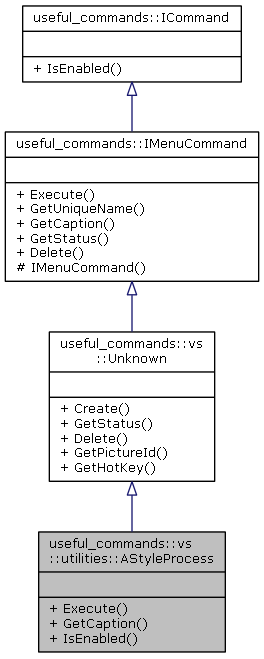 useful_commands::ICommand
+ IsEnabled()
useful_commands::IMenuCommand
+ Execute()
+ GetUniqueName()
+ GetCaption()
+ GetStatus()
+ Delete()
# IMenuCommand()
useful_commands::vs
::Unknown
+ Create()
+ GetStatus()
+ Delete()
+ GetPictureId()
+ GetHotKey()
useful_commands::vs
::utilities::AStyleProcess
+ Execute()
+ GetCaption()
+ IsEnabled()